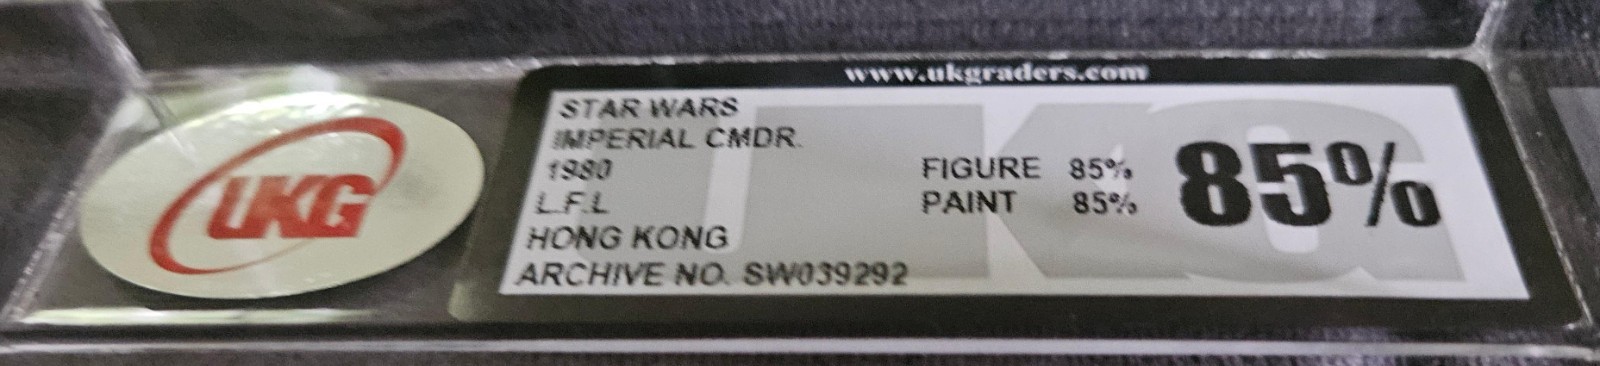 UKG
www.ukgraders.com
STAR WARS
IMPERIAL CMDR.
1980
L.F.L
HONG KONG
ARCHIVE NO. SW039292
FIGURE 85%
PAINT 85%
85%